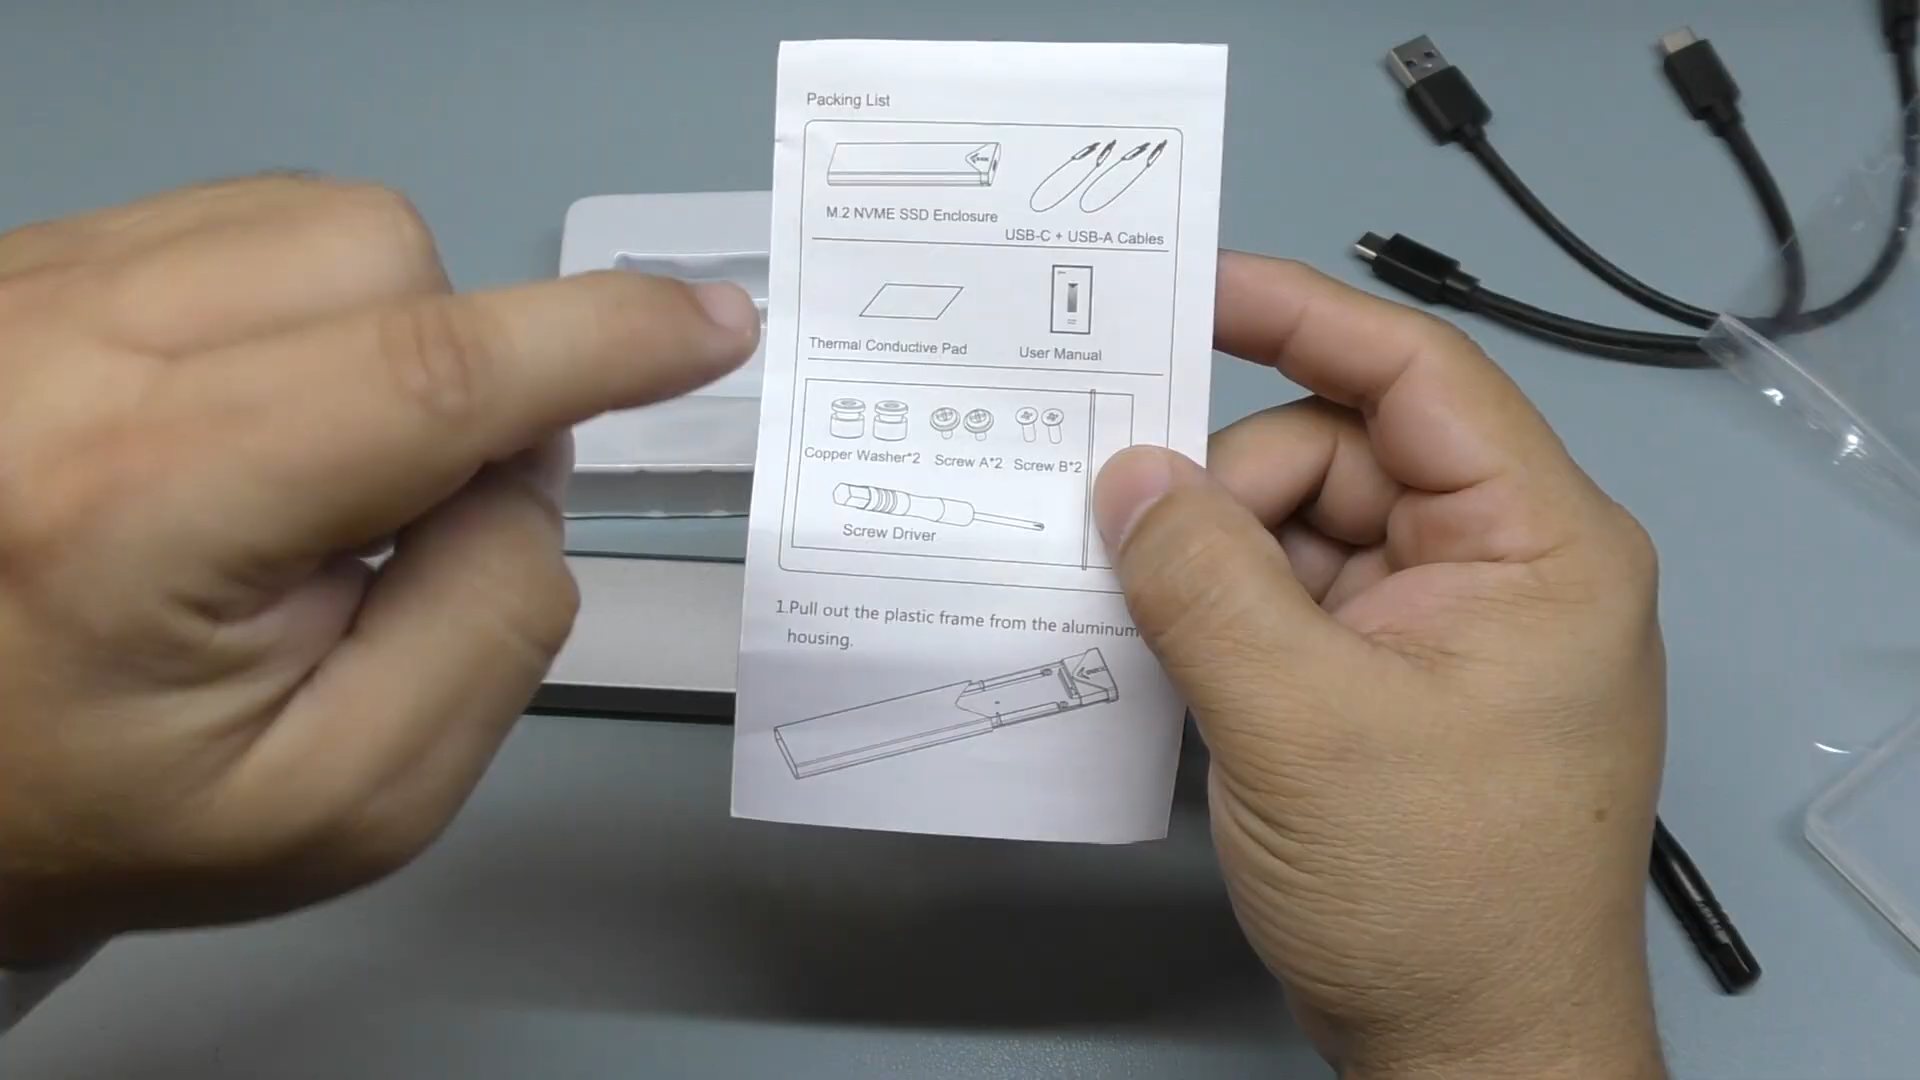 Packing List
M.2 NVME SSD Enclosure
USB-C + USB-A Cables
Thermal Conductive Pad
User Manual
Copper Washer*2
Screw A*2
Screw B*2
Screw Driver
1.Pull out the plastic frame from the aluminum
housing.